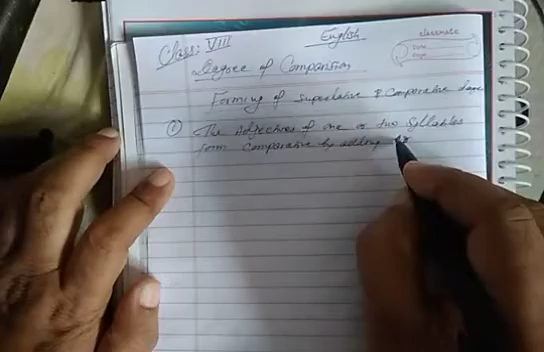 Class: VIII
English
classmate
Date
Page
Degree of Comparison
Forming of Superlative & Comparative
① The Adjectives of one or two Syllables
form Comparative by adding